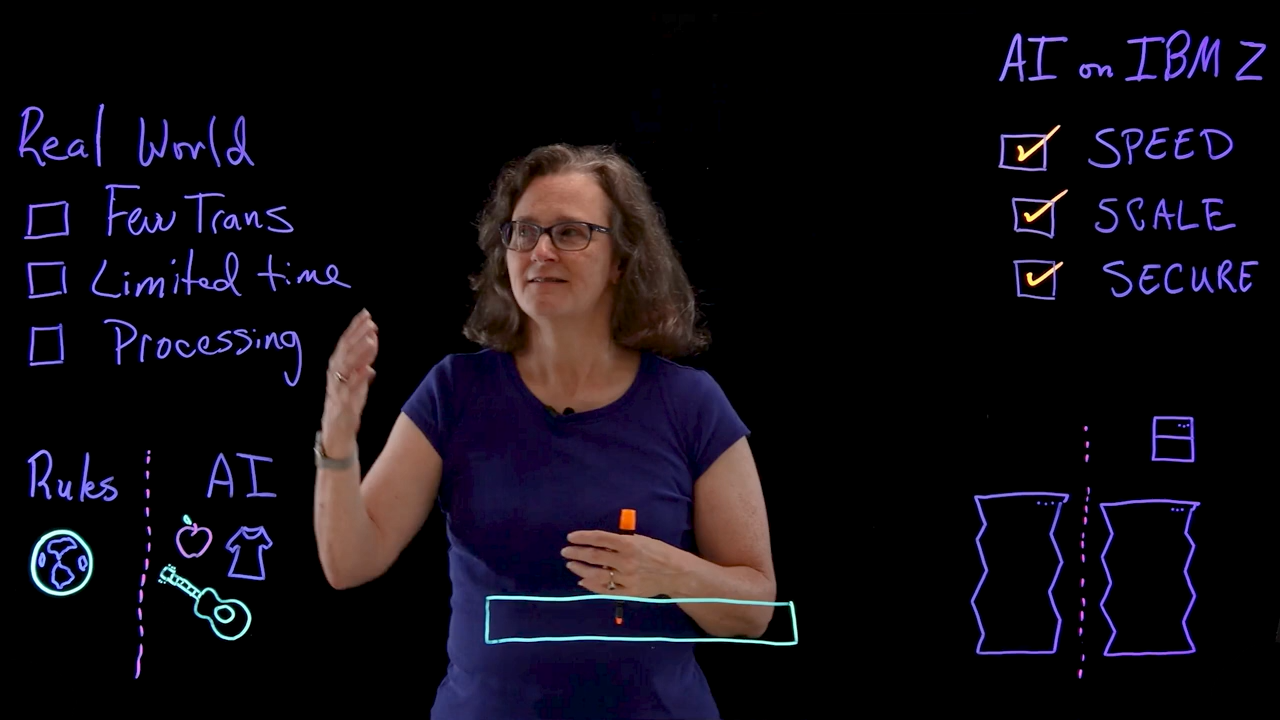 Real World
Few Trans
Limited time
Processing
Rules
AI
AI on IBM Z
SPEED
SCALE
SECURE